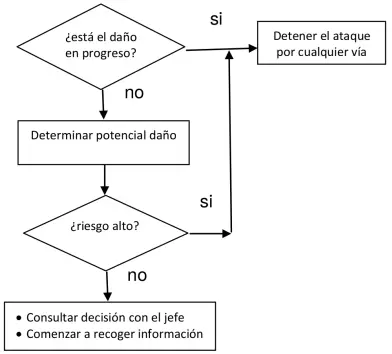 ¿está el daño
en progreso?
si
Detener el ataque
por cualquier vía
no
Determinar potencial daño
¿riesgo alto?
si
no
• Consultar decisión con el jefe
• Comenzar a recoger información